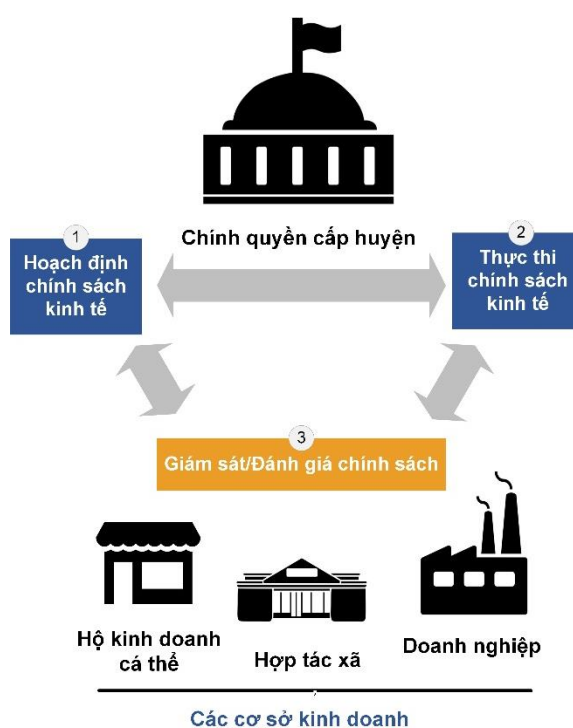 Chính quyền cấp huyện
1
Hoạch định
chính sách
kinh tế
2
Thực thi
chính sách
kinh tế
3
Giám sát/Đánh giá chính sách
Hộ kinh doanh
cá thể
Hợp tác xã
Doanh nghiệp
Các cơ sở kinh doanh